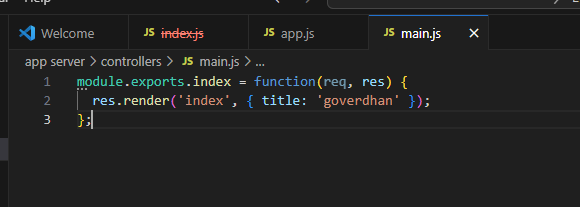 Help
Welcome
JS index.js
JS app.js
JS main.js
app server > controllers > JS main.js > ...
1 module.exports.index = function(req, res) {
2 res.render('index', { title: 'goverdhan' });
3 };